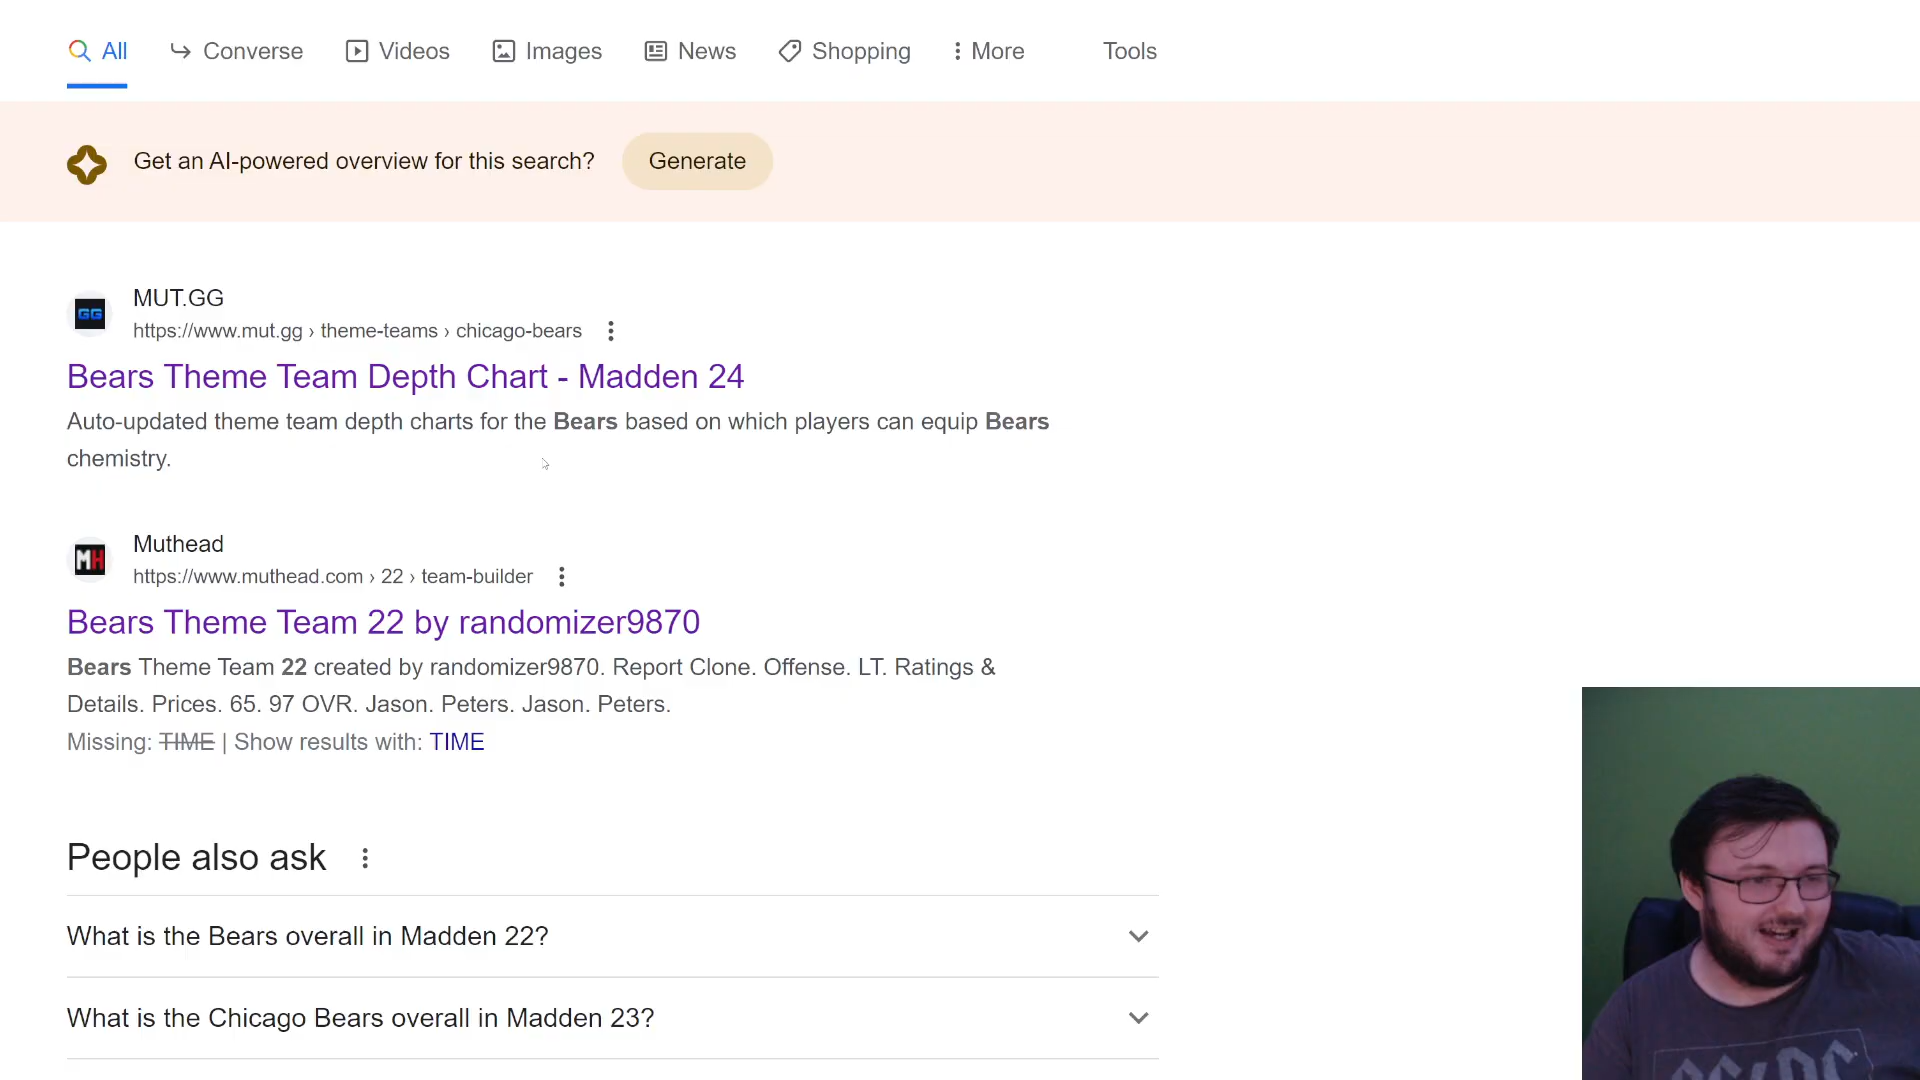 All Converse Videos Images News Shopping More Tools
Get an AI-powered overview for this search? Generate
MUT.GG
GG
https://www.mut.gg › theme-teams › chicago-bears
Bears Theme Team Depth Chart - Madden 24
Auto-updated theme team depth charts for the Bears based on which players can equip Bears
chemistry.
Muthead
MH
https://www.muthead.com › 22 › team-builder
Bears Theme Team 22 by randomizer9870
Bears Theme Team 22 created by randomizer9870. Report Clone. Offense. LT. Ratings &
Details. Prices. 65. 97 OVR. Jason. Peters. Jason. Peters.
Missing: TIME | Show results with: TIME
People also ask
What is the Bears overall in Madden 22?
What is the Chicago Bears overall in Madden 23?
AC/DC